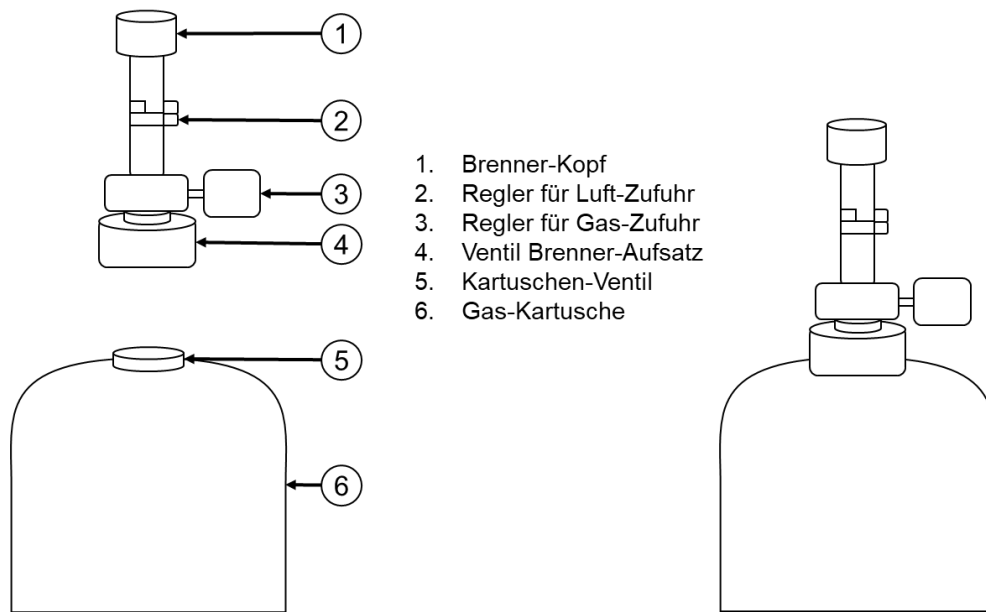 1
2
3
4
5
6
1. Brenner-Kopf
2. Regler für Luft-Zufuhr
3. Regler für Gas-Zufuhr
4. Ventil Brenner-Aufsatz
5. Kartuschen-Ventil
6. Gas-Kartusche